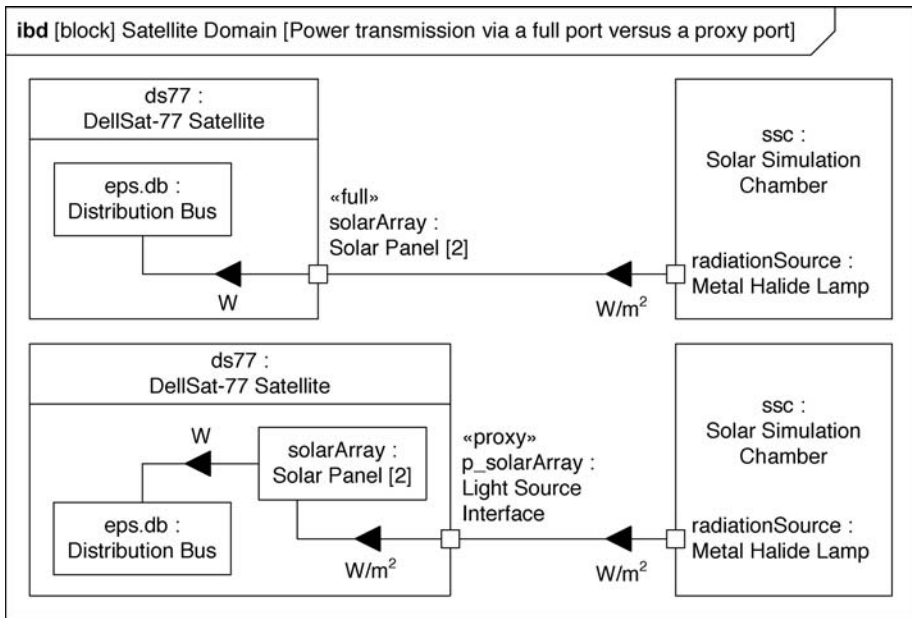 ibd [block] Satellite Domain [Power transmission via a full port versus a proxy port]
ds77 :
DellSat-77 Satellite
eps.db :
Distribution Bus
W
«full»
solarArray :
Solar Panel [2]
W/m²
ssc :
Solar Simulation
Chamber
radiationSource :
Metal Halide Lamp
ds77 :
DellSat-77 Satellite
W
solarArray :
Solar Panel [2]
eps.db :
Distribution Bus
W/m²
«proxy»
p_solarArray :
Light Source
Interface
W/m²
ssc :
Solar Simulation
Chamber
radiationSource :
Metal Halide Lamp